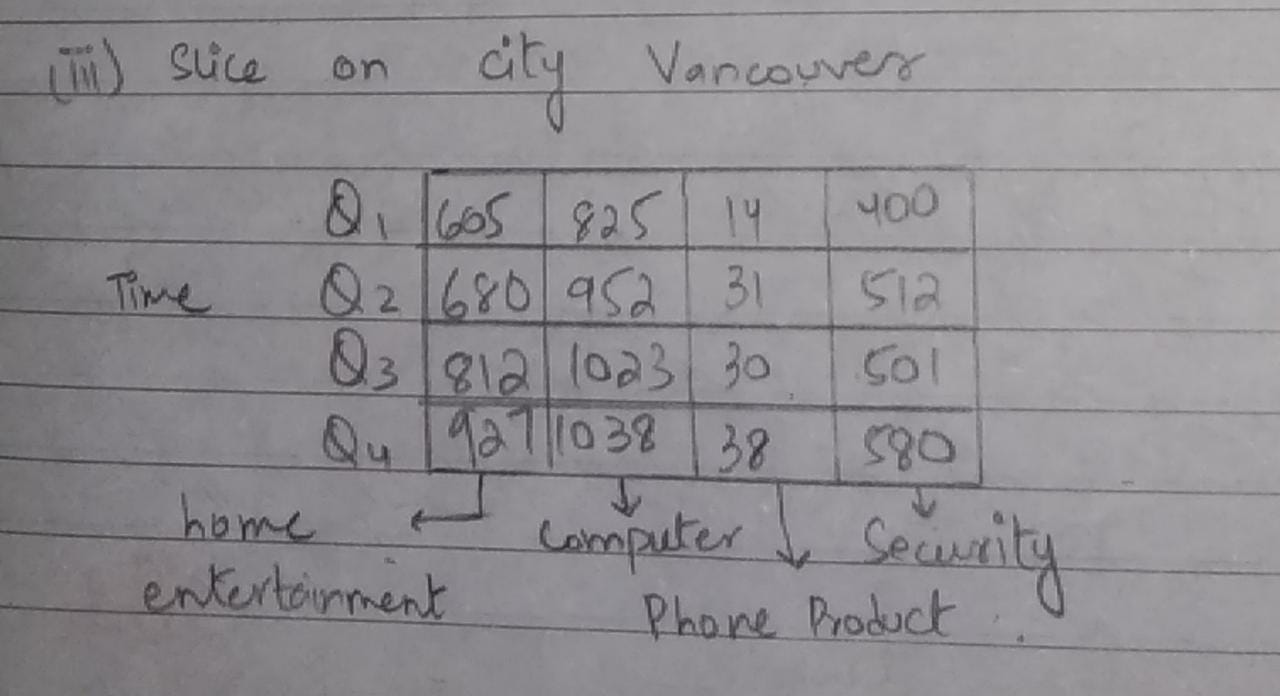 (iii) Slice on city Vancouver
Q1 605 825 14 400
Time Q2 680 952 31 512
Q3 812 1023 30 501
Q4 927 1038 38 580
home computer Security
entertainment Phone Product